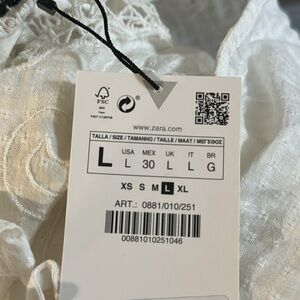 FSC
www.zara.com
TALLA / SIZE / TAMANHO / TAILLE / MAAT / ΜΕΓΕΘΟΣ
L USA L MEX 30 UK L IT L BR G
XS S M L XL
ART.: 0881/010/251
00881010251046